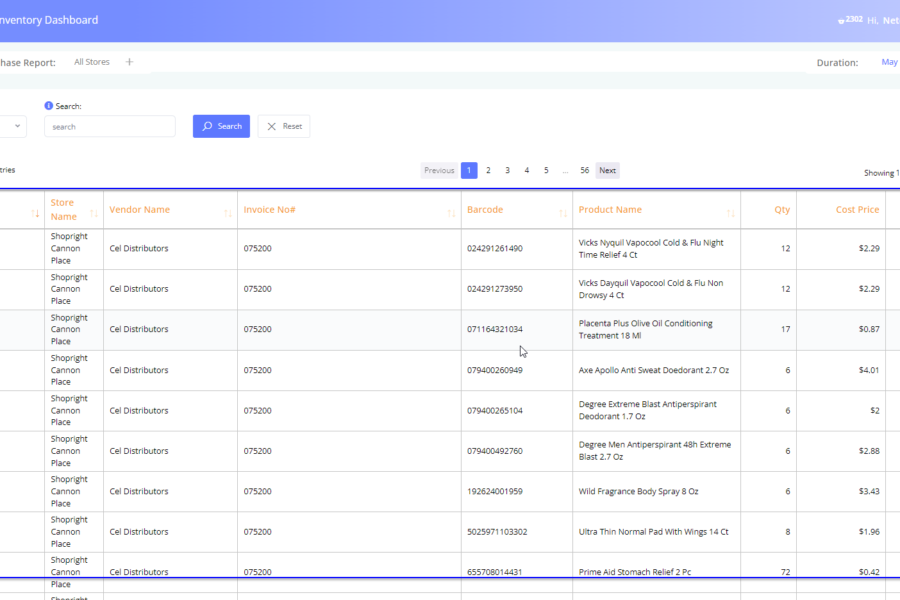 nventory Dashboard
2302 Hi, Net
hase Report: All Stores + Duration: May
Search:
search Search Reset
tries Previous 1 2 3 4 5 ... 56 Next Showing 1
Store Name Vendor Name Invoice No# Barcode Product Name Qty Cost Price
Shopright Cannon Place Cel Distributors 075200 024291261490 Vicks Nyquil Vapocool Cold & Flu Night Time Relief 4 Ct 12 $2.29
Shopright Cannon Place Cel Distributors 075200 024291273950 Vicks Dayquil Vapocool Cold & Flu Non Drowsy 4 Ct 12 $2.29
Shopright Cannon Place Cel Distributors 075200 071164321034 Placenta Plus Olive Oil Conditioning Treatment 18 Ml 17 $0.87
Shopright Cannon Place Cel Distributors 075200 079400260949 Axe Apollo Anti Sweat Doedorant 2.7 Oz 6 $4.01
Shopright Cannon Place Cel Distributors 075200 079400265104 Degree Extreme Blast Antiperspirant Deodorant 1.7 Oz 6 $2
Shopright Cannon Place Cel Distributors 075200 079400492760 Degree Men Antiperspirant 48h Extreme Blast 2.7 Oz 6 $2.88
Shopright Cannon Place Cel Distributors 075200 192624001959 Wild Fragrance Body Spray 8 Oz 6 $3.43
Shopright Cannon Place Cel Distributors 075200 5025971103302 Ultra Thin Normal Pad With Wings 14 Ct 8 $1.96
Shopright Cannon Place Cel Distributors 075200 655708014431 Prime Aid Stomach Relief 2 Pc 72 $0.42